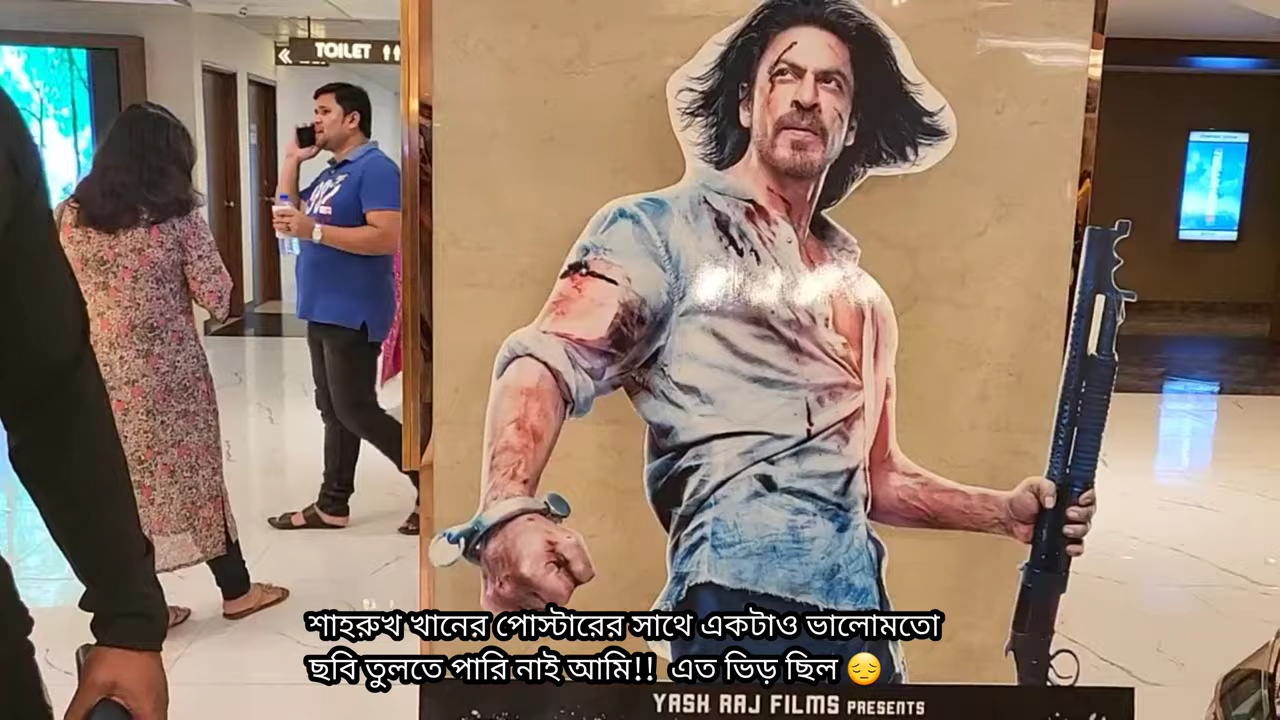 TOILET
শাহরুখ খানের পোস্টারের সাথে একটাও ভালোমতো
ছবি তুলতে পারি নাই আমি!! এত ভিড় ছিল 😔
YASH RAJ FILMS PRESENTS